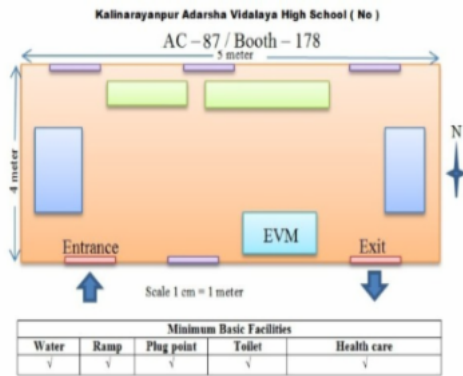 Kalinarayanpur Adarsha Vidalaya High School ( No )
AC – 87 / Booth – 178
5 meter
4 meter
N
EVM
Entrance
Exit
Scale 1 cm = 1 meter
Minimum Basic Facilities
Water Ramp Plug point Toilet Health care
√ √ √ √ √